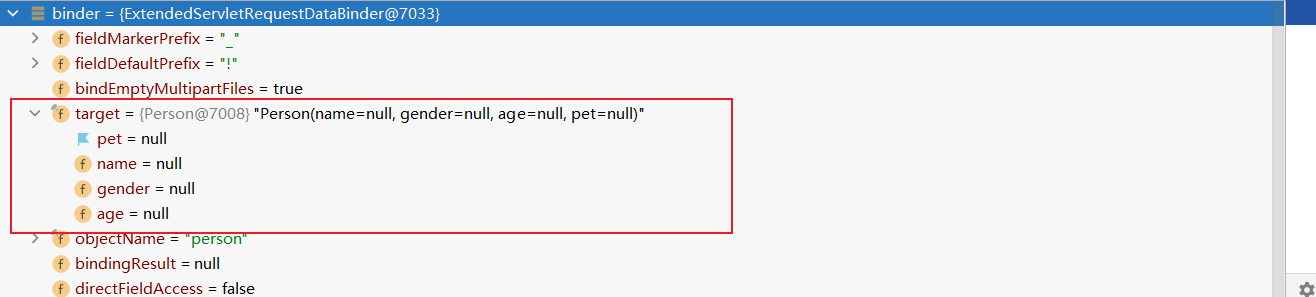 binder = {ExtendedServletRequestDataBinder@7033}
f fieldMarkerPrefix = "_"
f fieldDefaultPrefix = "!"
f bindEmptyMultipartFiles = true
f target = {Person@7008} "Person(name=null, gender=null, age=null, pet=null)"
pet = null
f name = null
f gender = null
f age = null
f objectName = "person"
f bindingResult = null
f directFieldAccess = false